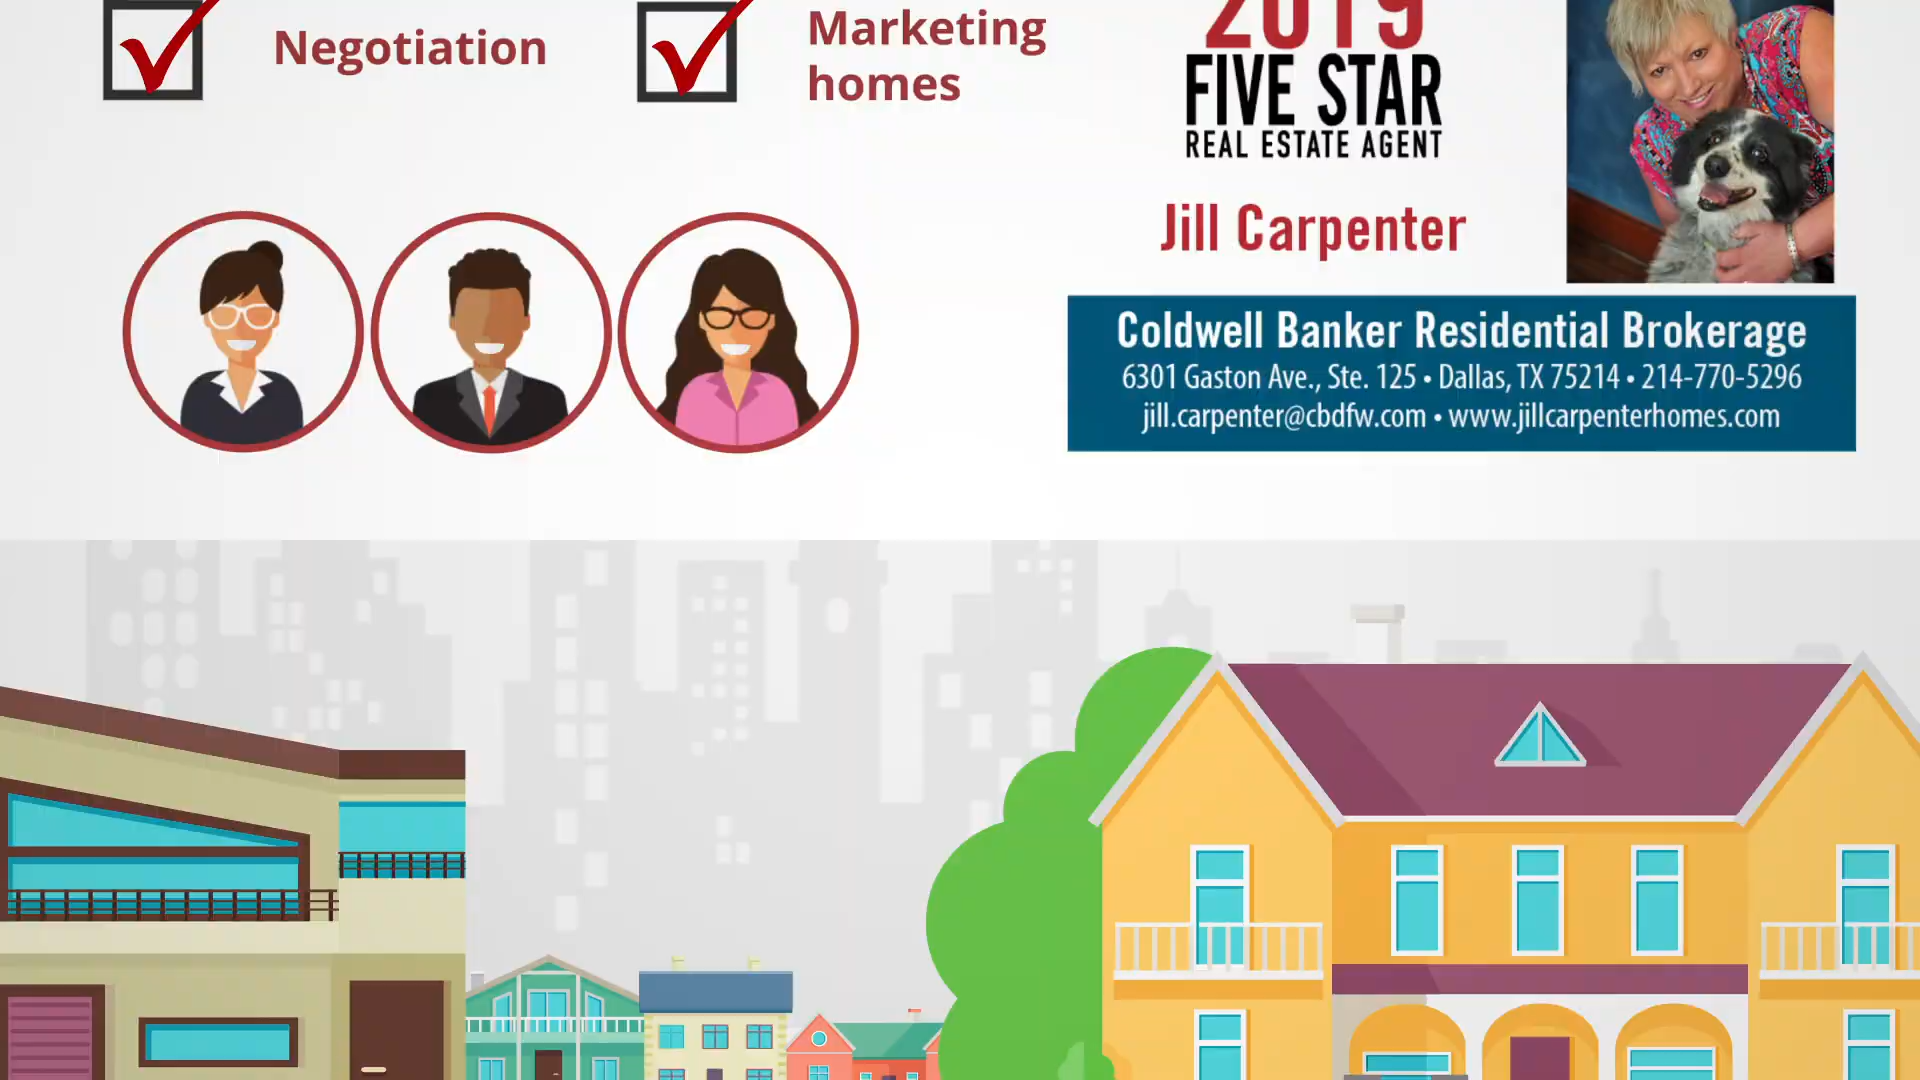 Negotiation
Marketing
homes
2019
FIVE STAR
REAL ESTATE AGENT
Jill Carpenter
Coldwell Banker Residential Brokerage
6301 Gaston Ave., Ste. 125 • Dallas, TX 75214 • 214-770-5296
jill.carpenter@cbdfw.com • www.jillcarpenterhomes.com